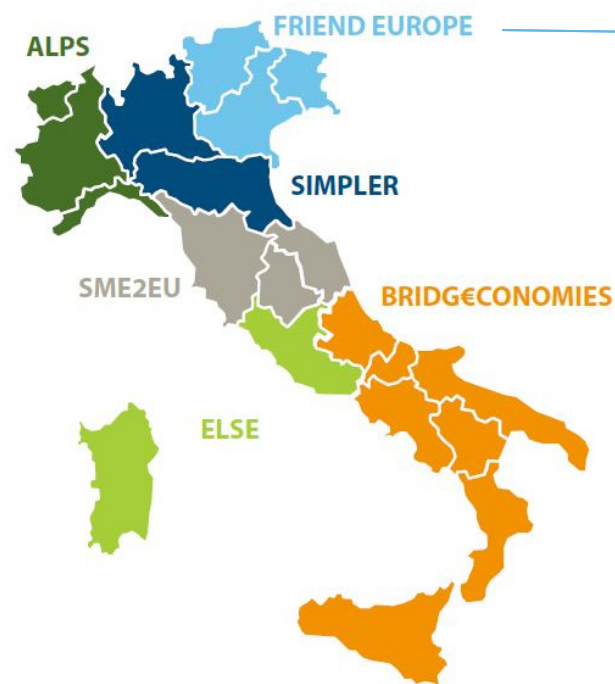 FRIEND EUROPE
ALPS
SIMPLER
SME2EU
BRIDG€CONOMIES
ELSE